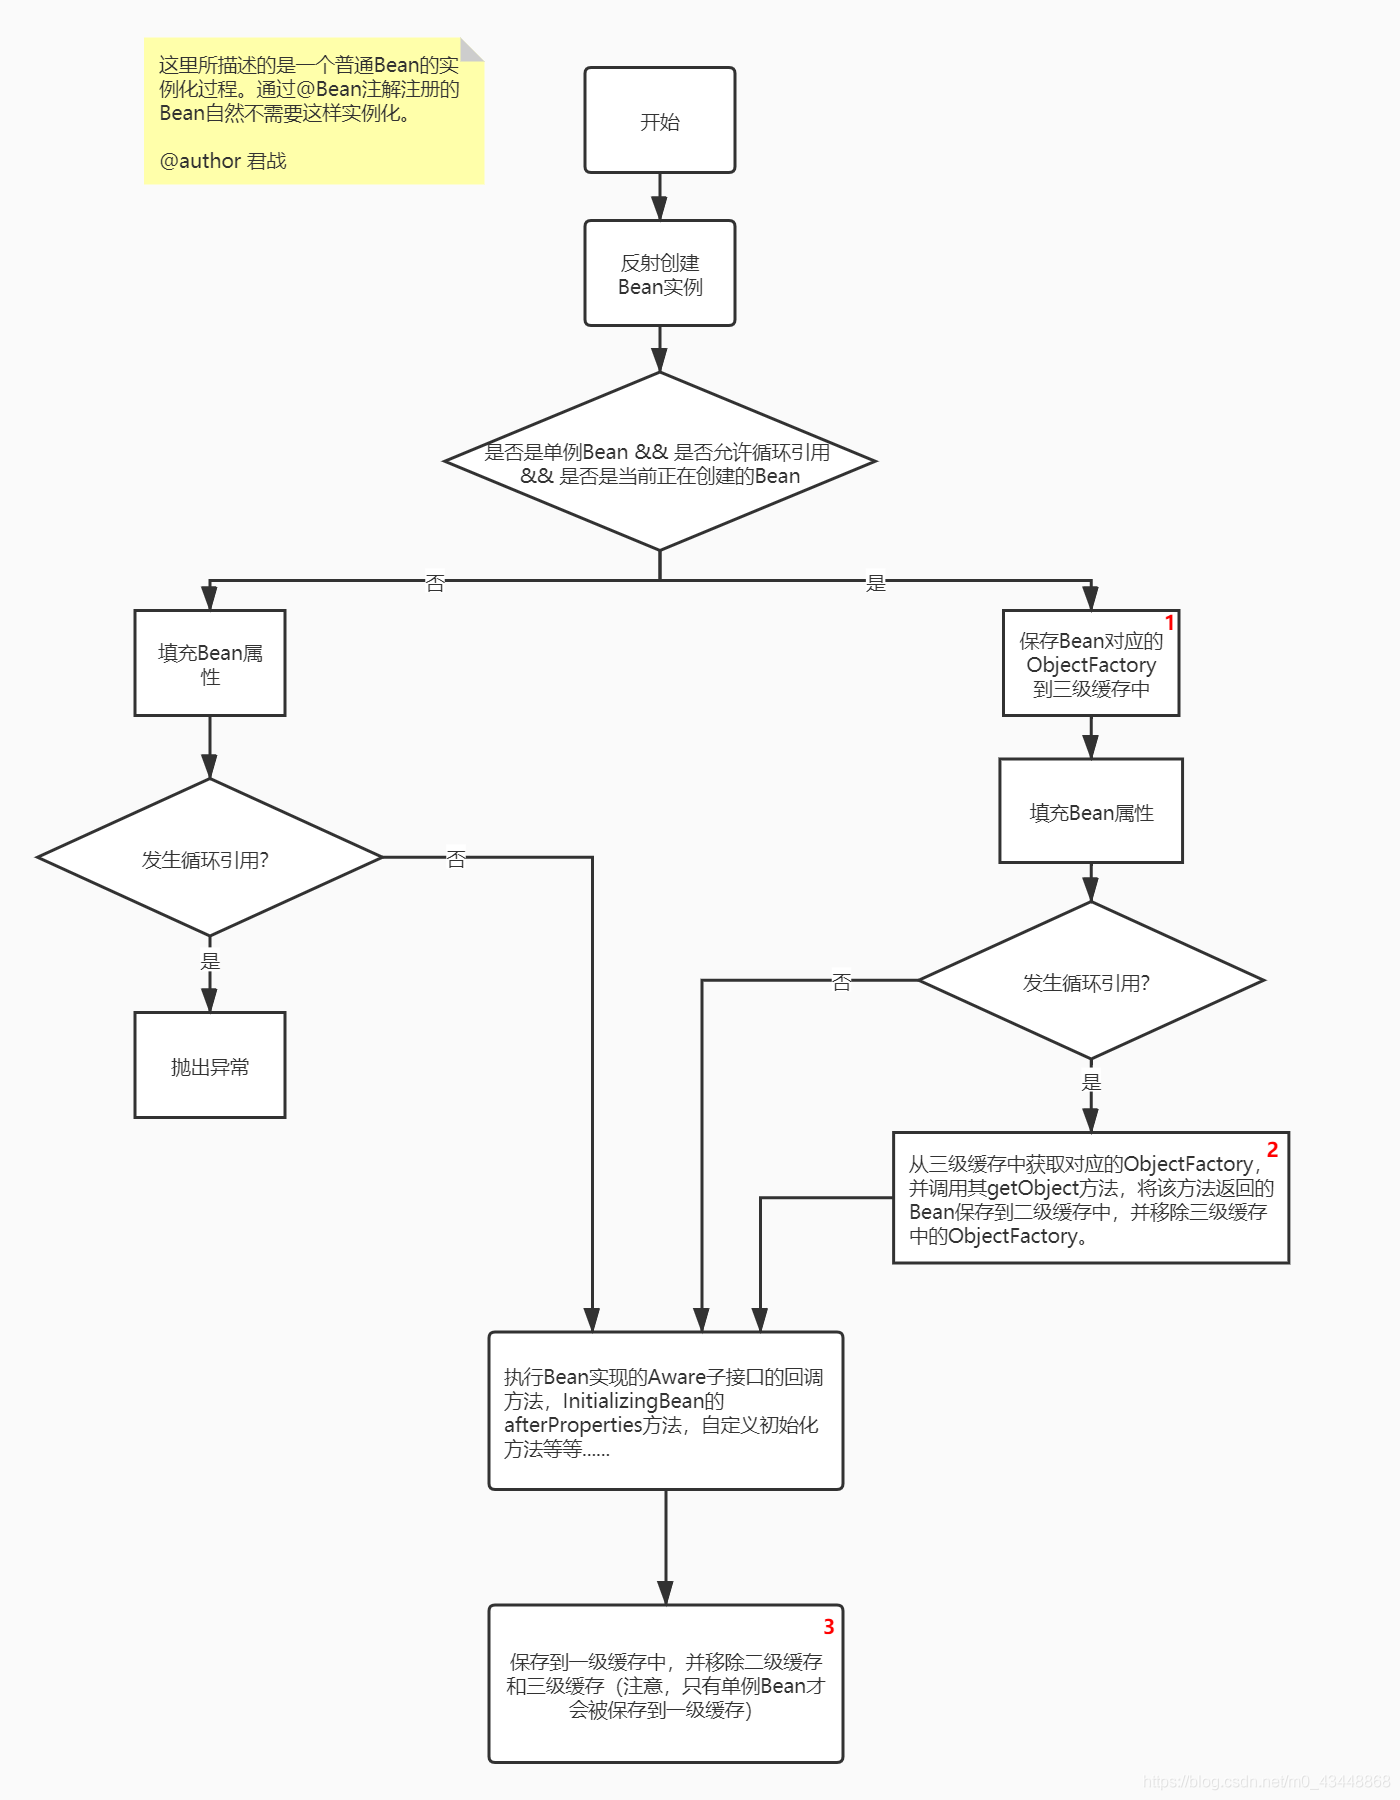 这里所描述的是一个普通Bean的实
例化过程。通过@Bean注解注册的
Bean自然不需要这样实例化。
@author 君战
开始
反射创建
Bean实例
是否是单例Bean && 是否允许循环引用
&& 是否是当前正在创建的Bean
否
是
填充Bean属
性
1
保存Bean对应的
ObjectFactory
到三级缓存中
填充Bean属性
发生循环引用?
否
是
抛出异常
发生循环引用?
否
是
2
从三级缓存中获取对应的ObjectFactory，
并调用其getObject方法，将该方法返回的
Bean保存到二级缓存中，并移除三级缓存
中的ObjectFactory。
执行Bean实现的Aware子接口的回调
方法，InitializingBean的
afterProperties方法，自定义初始化
方法等等......
3
保存到一级缓存中，并移除二级缓存
和三级缓存（注意，只有单例Bean才
会被保存到一级缓存）
https://blog.csdn.net/m0_43448868